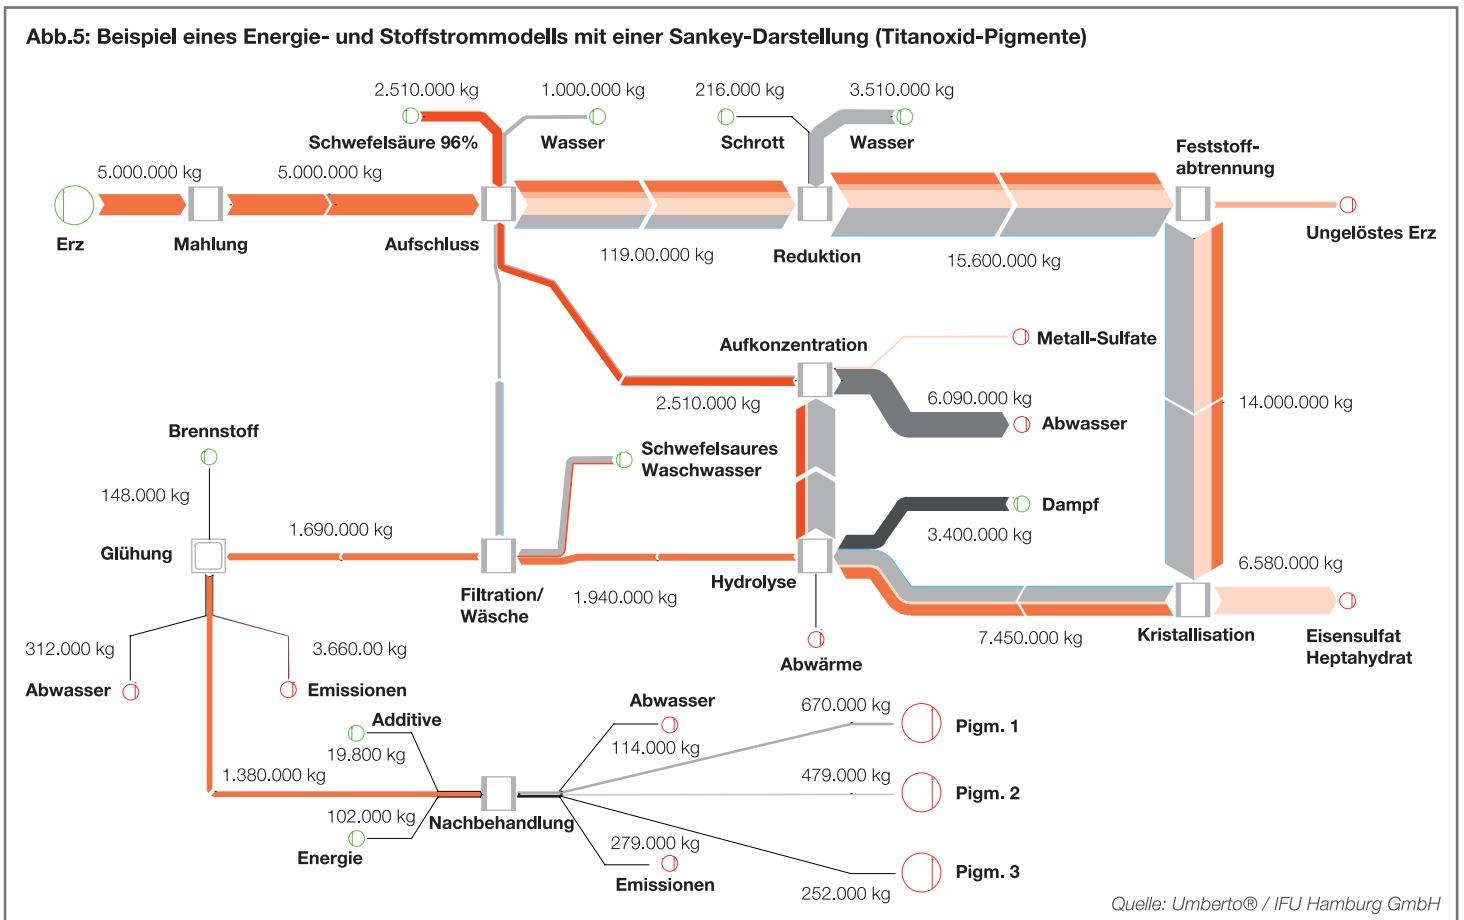 Abb.5: Beispiel eines Energie- und Stoffstrommodells mit einer Sankey-Darstellung (Titanoxid-Pigmente)
2.510.000 kg
1.000.000 kg
216.000 kg
3.510.000 kg
Schwefelsäure 96%
Wasser
Schrott
Wasser
Feststoff-
abtrennung
5.000.000 kg
5.000.000 kg
Erz
Mahlung
Aufschluss
119.00.000 kg
Reduktion
15.600.000 kg
Ungelöstes Erz
Aufkonzentration
Metall-Sulfate
2.510.000 kg
6.090.000 kg
Abwasser
14.000.000 kg
Brennstoff
148.000 kg
Schwefelsaures
Waschwasser
Dampf
3.400.000 kg
Glühung
1.690.000 kg
Filtration/
Wäsche
1.940.000 kg
Hydrolyse
6.580.000 kg
7.450.000 kg
Kristallisation
Eisensulfat
Heptahydrat
Abwärme
312.000 kg
3.660.00 kg
Abwasser
Emissionen
Additive
19.800 kg
Abwasser
114.000 kg
670.000 kg
Pigm. 1
1.380.000 kg
479.000 kg
Pigm. 2
102.000 kg
Nachbehandlung
Energie
279.000 kg
Emissionen
Pigm. 3
252.000 kg
Quelle: Umberto® / IFU Hamburg GmbH